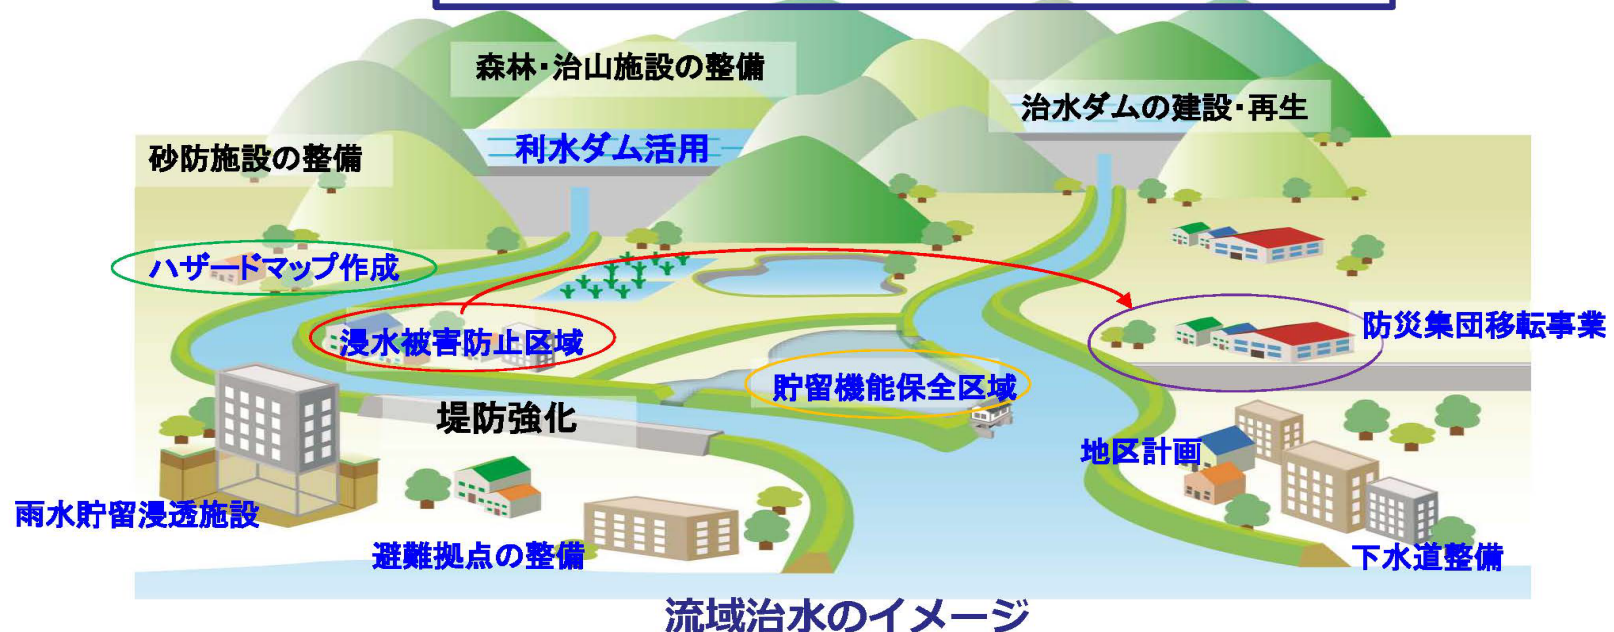 森林・治山施設の整備
治水ダムの建設・再生
砂防施設の整備
利水ダム活用
ハザードマップ作成
浸水被害防止区域
防災集団移転事業
貯留機能保全区域
堤防強化
地区計画
雨水貯留浸透施設
避難拠点の整備
下水道整備
流域治水のイメージ